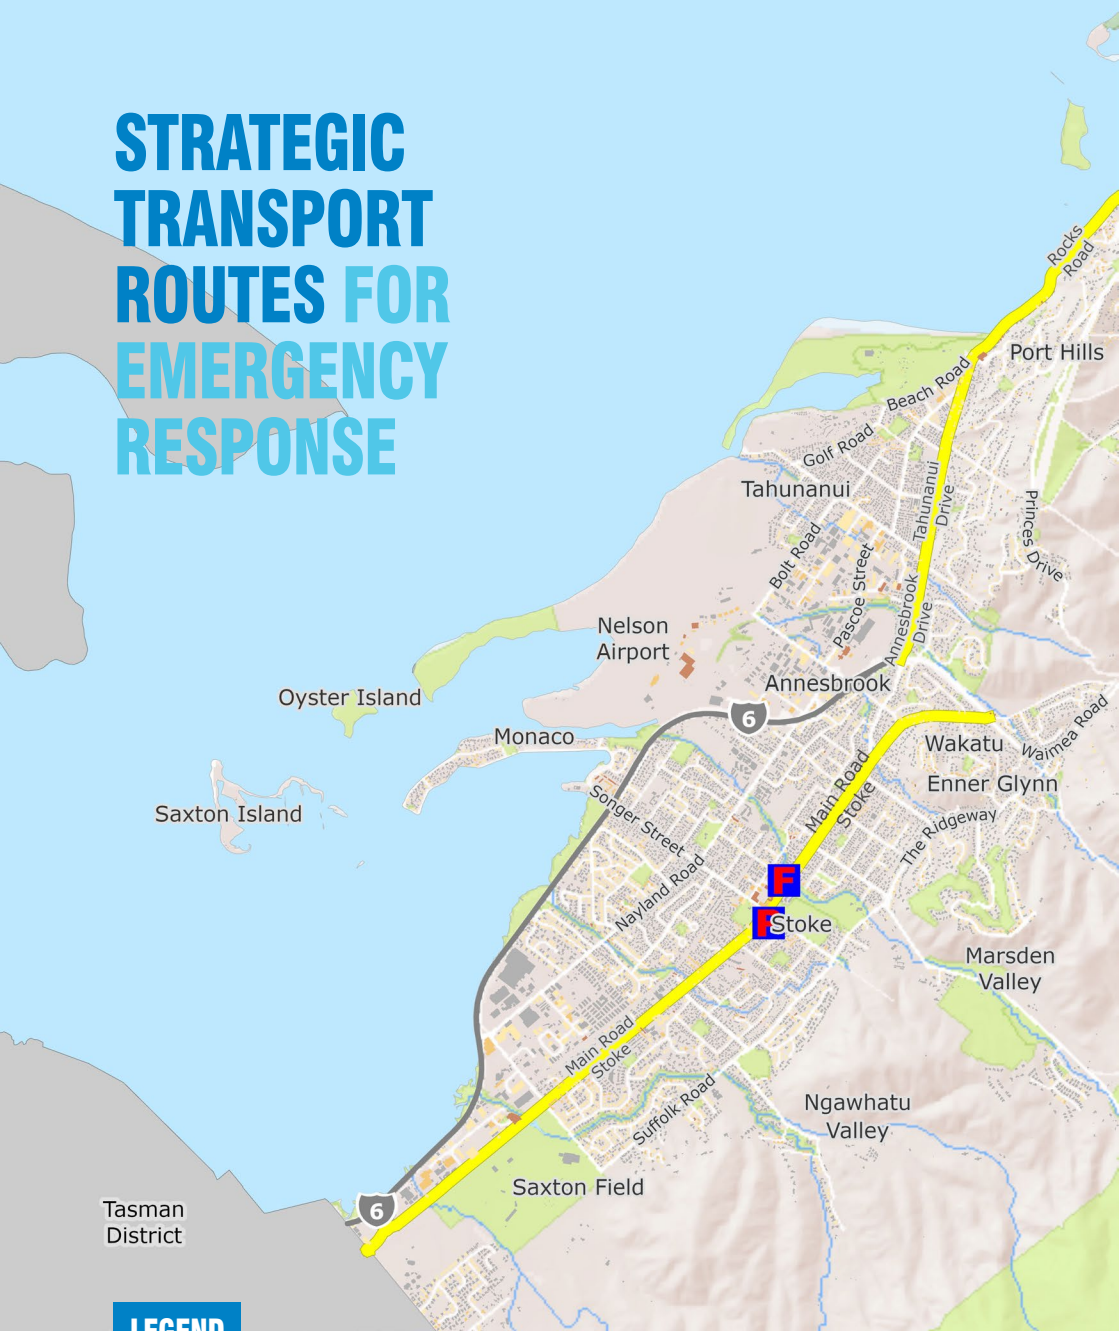 STRATEGIC
TRANSPORT
ROUTES FOR
EMERGENCY
RESPONSE
Rocks
Road
Port Hills
Beach Road
Golf Road
Tahunanui
Tahunanui
Drive
Princes Drive
Bolt Road
Pascoe Street
Annesbrook
Drive
Nelson
Airport
Annesbrook
Oyster Island
6
Monaco
Wakatu
Waimea Road
Enner Glynn
Main Road
Stoke
Saxton Island
Songer Street
The Ridgeway
Nayland Road
F
F
Stoke
Marsden
Valley
Main Road
Stoke
Suffolk Road
Ngawhatu
Valley
Saxton Field
6
Tasman
District
LEGEND